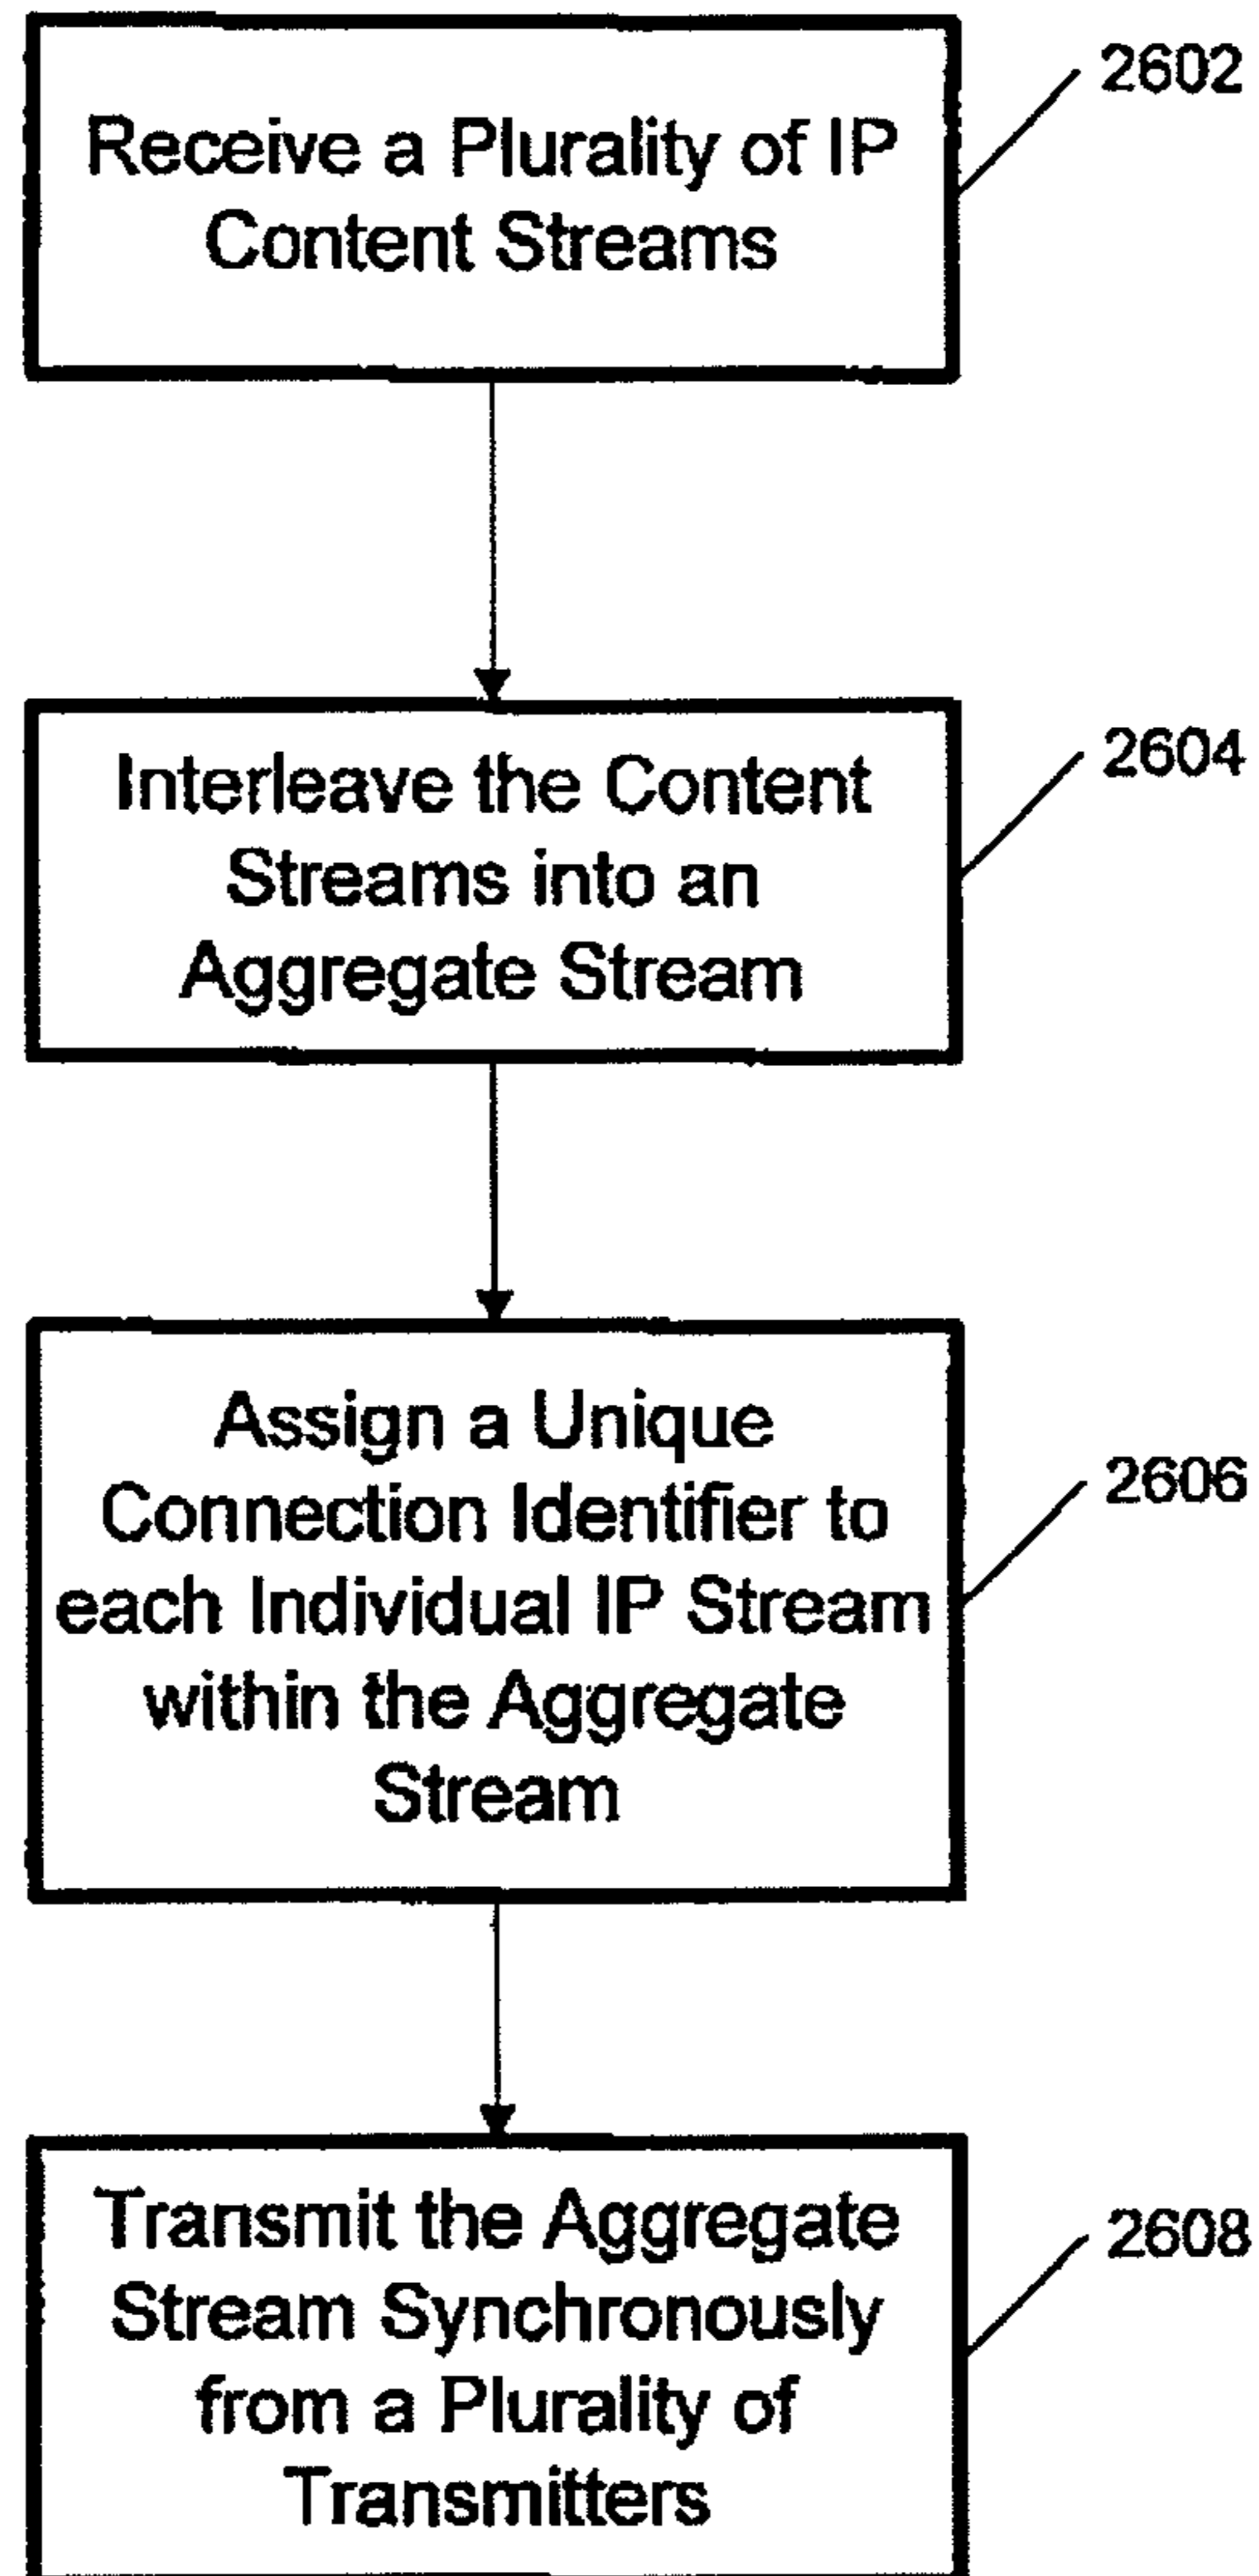 2602
Receive a Plurality of IP
Content Streams
2604
Interleave the Content
Streams into an
Aggregate Stream
2606
Assign a Unique
Connection Identifier to
each Individual IP Stream
within the Aggregate
Stream
2608
Transmit the Aggregate
Stream Synchronously
from a Plurality of
Transmitters